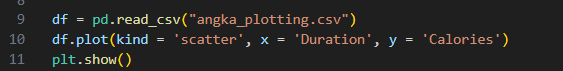 9 df = pd.read_csv("angka_plotting.csv")
10 df.plot(kind = 'scatter', x = 'Duration', y = 'Calories')
11 plt.show()